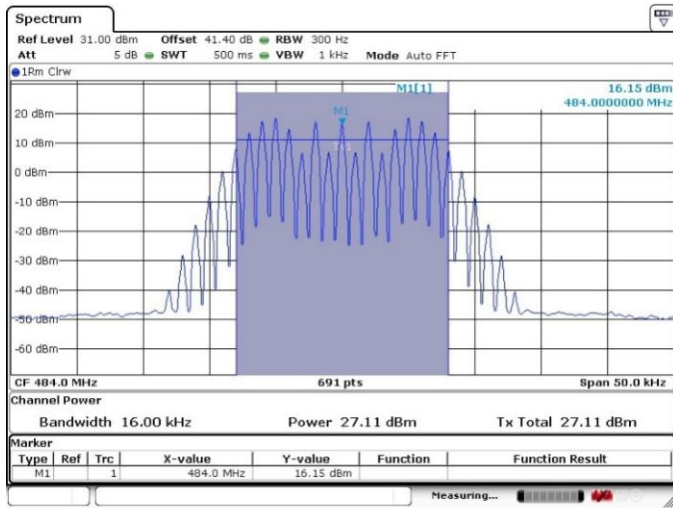 Spectrum
Ref Level 31.00 dBm Offset 41.40 dB RBW 300 Hz
Att 5 dB SWT 500 ms VBW 1 kHz Mode Auto FFT
1Rm Clrw
M1[1] 16.15 dBm
484.0000000 MHz
M1
20 dBm
10 dBm
0 dBm
-10 dBm
-20 dBm
-30 dBm
-40 dBm
-50 dBm
-60 dBm
CF 484.0 MHz 691 pts Span 50.0 kHz
Channel Power
Bandwidth 16.00 kHz Power 27.11 dBm Tx Total 27.11 dBm
Marker
Type Ref Trc X-value Y-value Function Function Result
M1 1 484.0 MHz 16.15 dBm
Measuring...